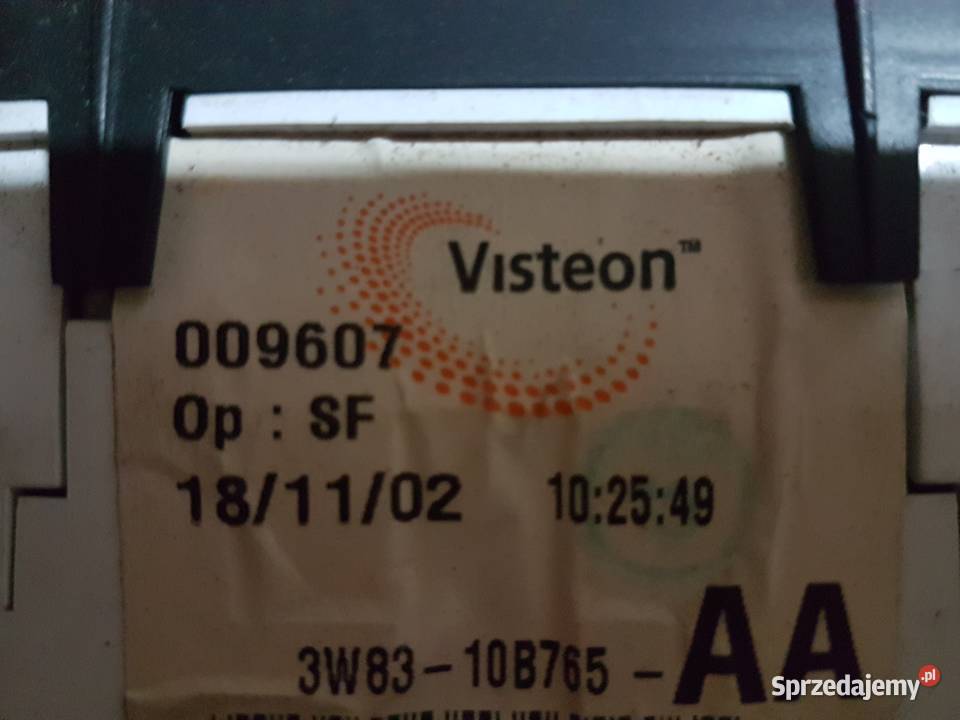 Visteon™
009607
Op : SF
18/11/02 10:25:49
3W83-10B765-AA
Sprzedajemy.pl